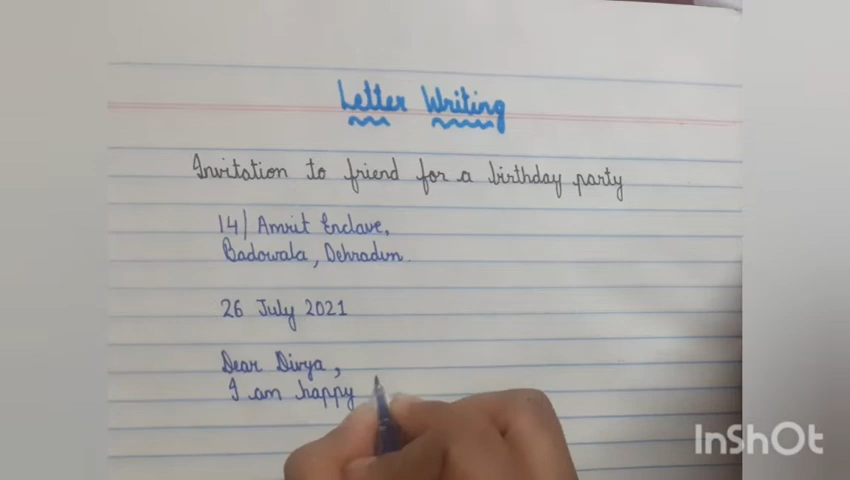 Letter Writing
Invitation to friend for a birthday party
14/ Amrit Enclave,
Badowala, Dehradun.
26 July 2021
Dear Divya,
I am happy
InShOt